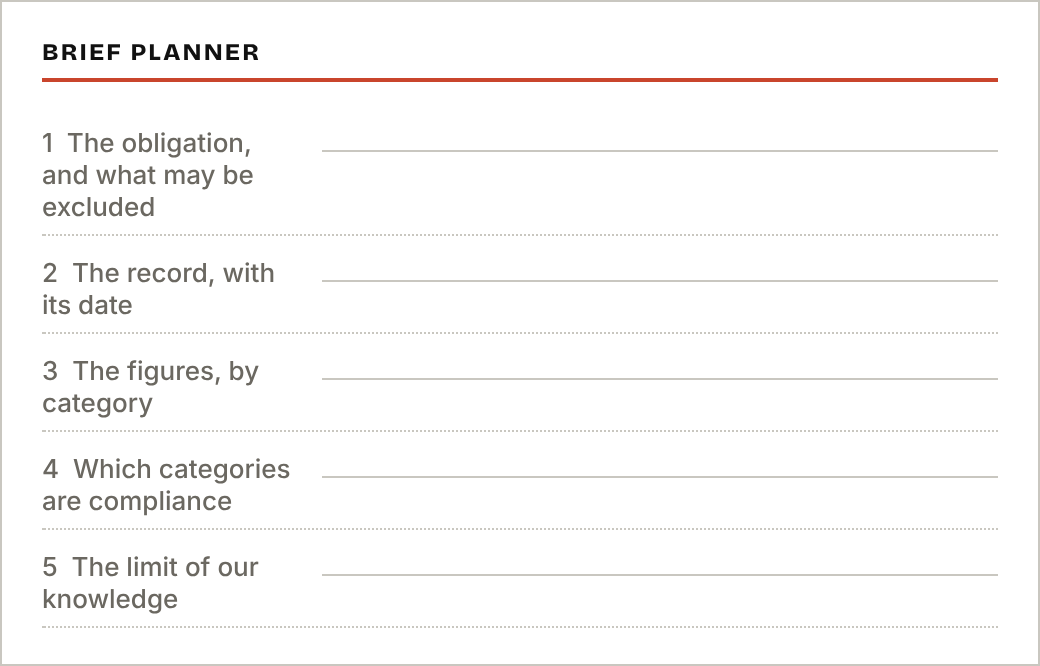 BRIEF PLANNER
1 The obligation,
and what may be
excluded
2 The record, with
its date
3 The figures, by
category
4 Which categories
are compliance
5 The limit of our
knowledge